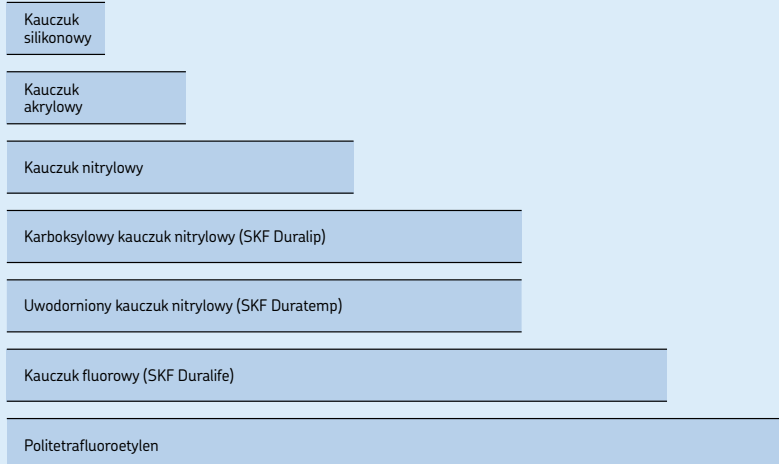 Kauczuk
silikonowy
Kauczuk
akrylowy
Kauczuk nitrylowy
Karboksylowy kauczuk nitrylowy (SKF Duralip)
Uwodorniony kauczuk nitrylowy (SKF Duratemp)
Kauczuk fluorowy (SKF Duralife)
Politetrafluoroetylen